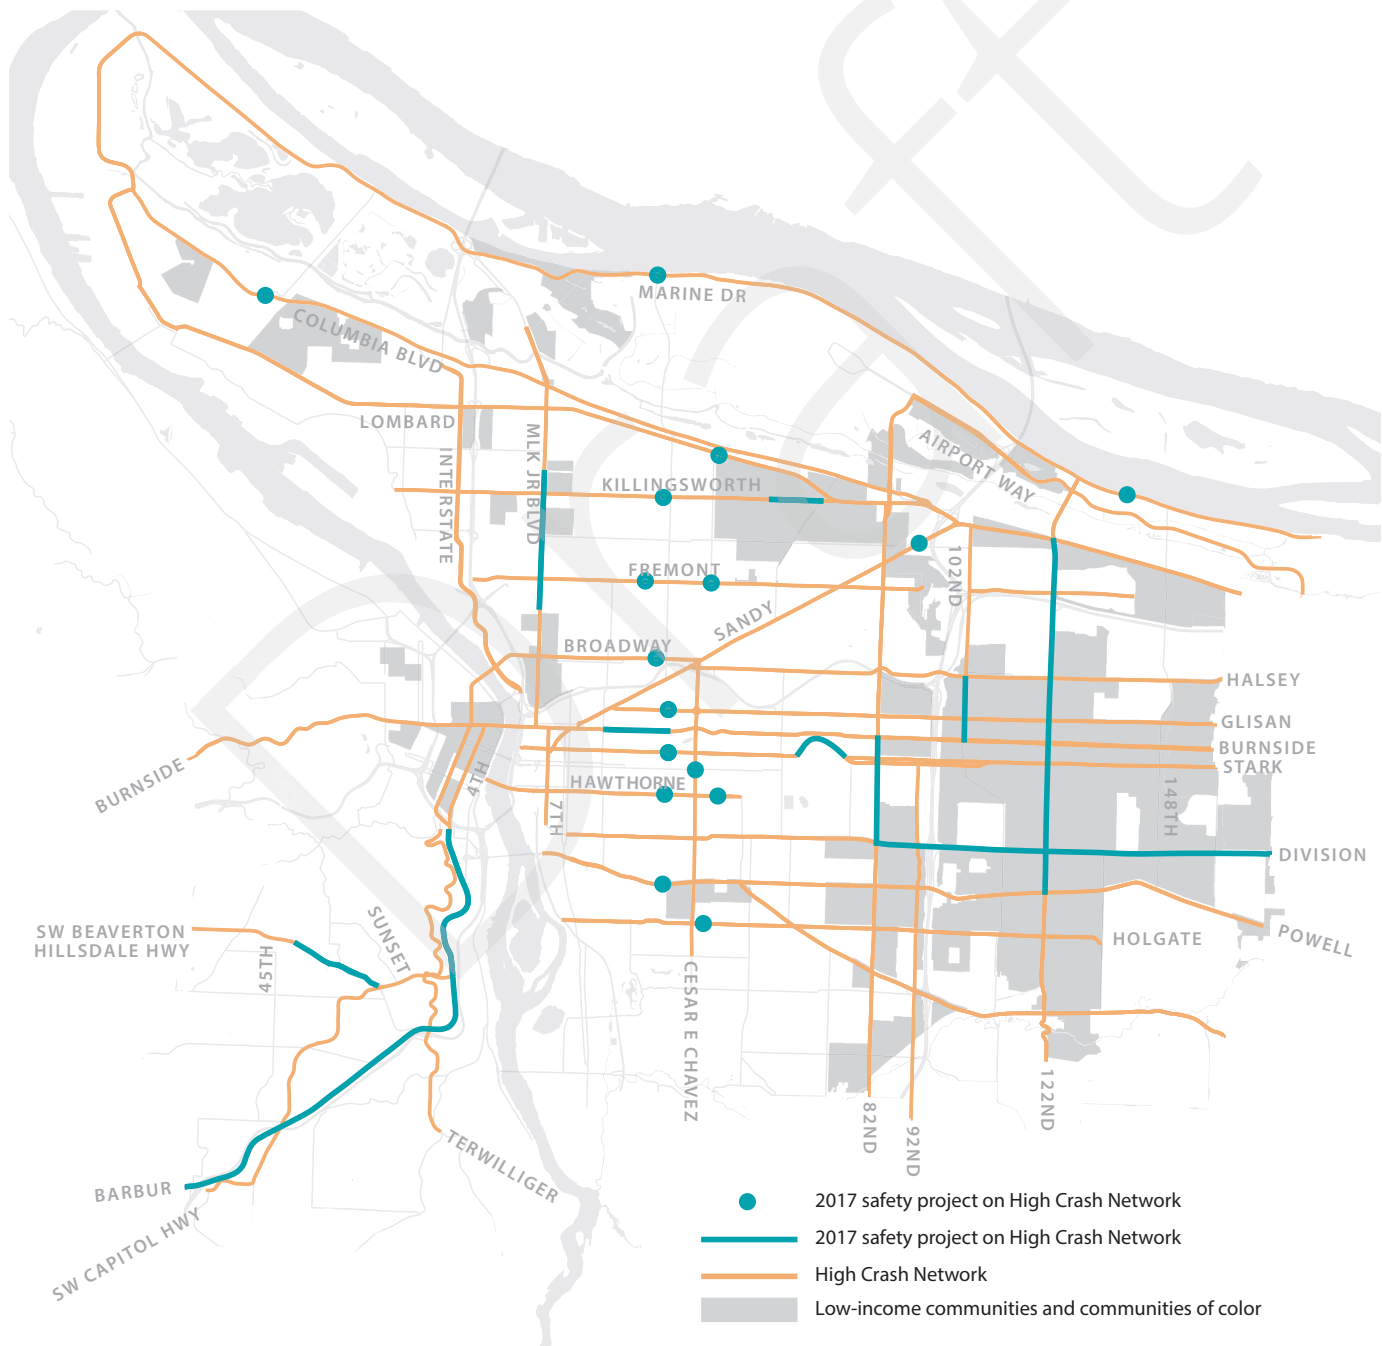 MARINE DR
COLUMBIA BLVD
LOMBARD
AIRPORT WAY
MLK JR BLVD
INTERSTATE
KILLINGSWORTH
FREMONT
102ND
SANDY
BROADWAY
HALSEY
GLISAN
BURNSIDE
STARK
BURNSIDE
4TH
HAWTHORNE
7TH
148TH
DIVISION
SW BEAVERTON
HILLSDALE HWY
45TH
SUNSET
HOLGATE
POWELL
CESAR E CHAVEZ
82ND
92ND
122ND
TERWILLIGER
BARBUR
SW CAPITOL HWY
2017 safety project on High Crash Network
2017 safety project on High Crash Network
High Crash Network
Low-income communities and communities of color